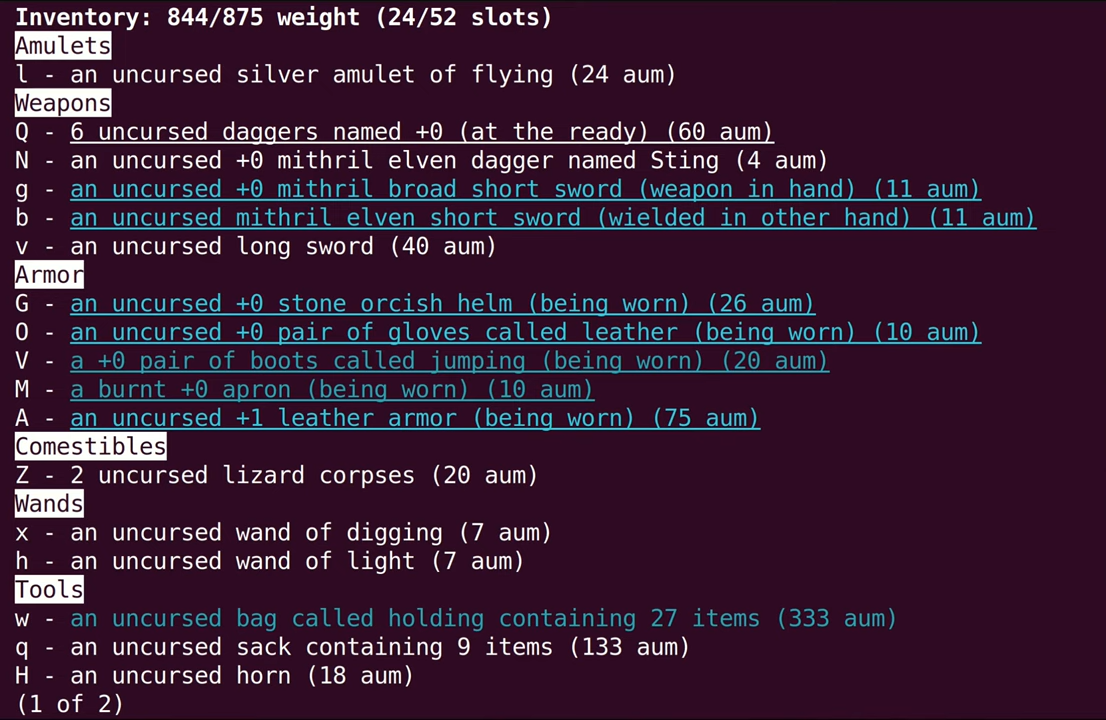 Inventory: 844/875 weight (24/52 slots)
Amulets
l - an uncursed silver amulet of flying (24 aum)
Weapons
Q - 6 uncursed daggers named +0 (at the ready) (60 aum)
N - an uncursed +0 mithril elven dagger named Sting (4 aum)
g - an uncursed +0 mithril broad short sword (weapon in hand) (11 aum)
b - an uncursed mithril elven short sword (wielded in other hand) (11 aum)
v - an uncursed long sword (40 aum)
Armor
G - an uncursed +0 stone orcish helm (being worn) (26 aum)
O - an uncursed +0 pair of gloves called leather (being worn) (10 aum)
V - a +0 pair of boots called jumping (being worn) (20 aum)
M - a burnt +0 apron (being worn) (10 aum)
A - an uncursed +1 leather armor (being worn) (75 aum)
Comestibles
Z - 2 uncursed lizard corpses (20 aum)
Wands
x - an uncursed wand of digging (7 aum)
h - an uncursed wand of light (7 aum)
Tools
w - an uncursed bag called holding containing 27 items (333 aum)
q - an uncursed sack containing 9 items (133 aum)
H - an uncursed horn (18 aum)
(1 of 2)